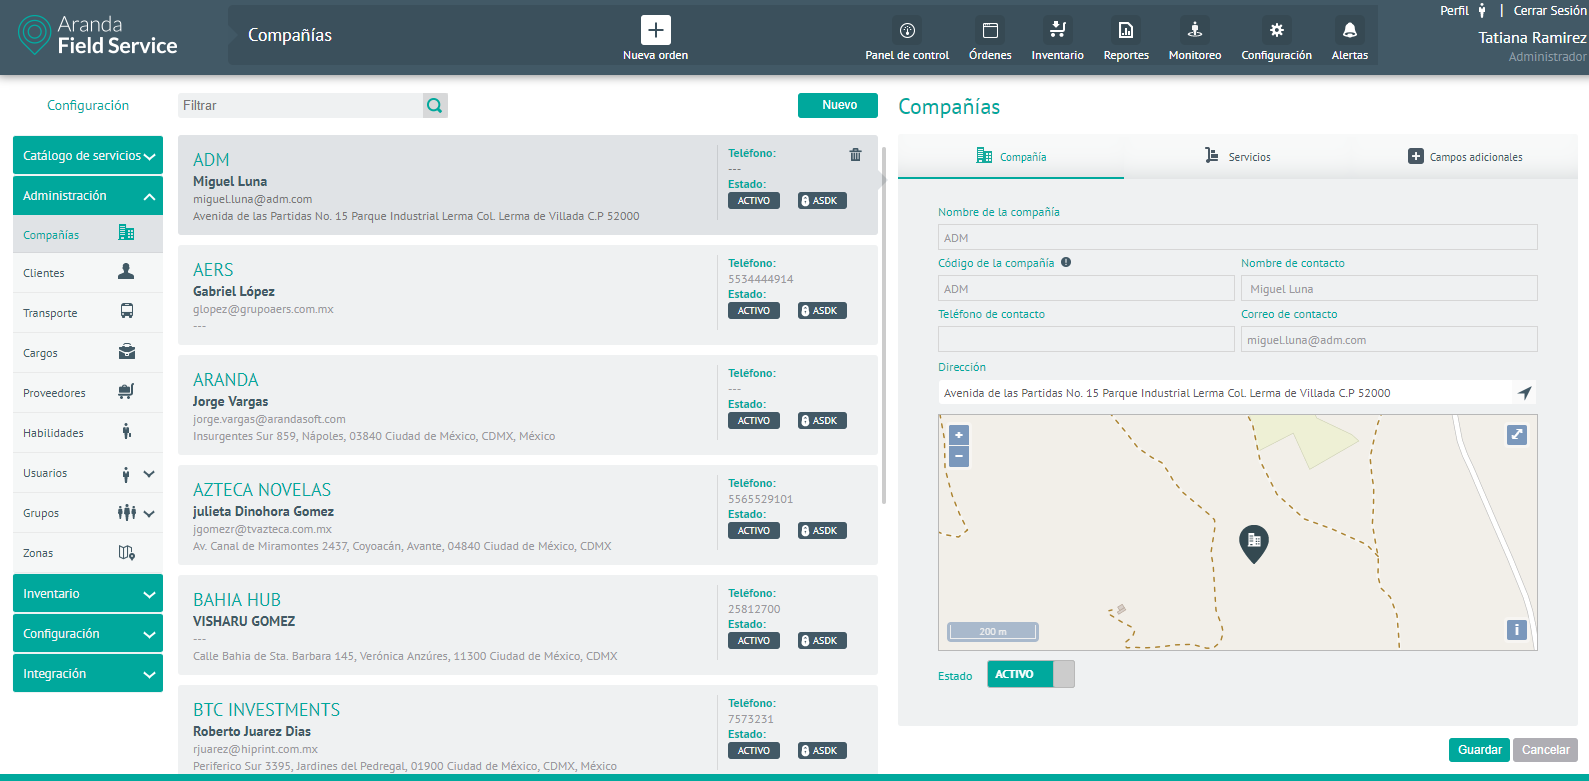 Aranda
Field Service
Compañías
Nueva orden
Panel de control
Órdenes
Inventario
Reportes
Monitoreo
Configuración
Alertas
Perfil | Cerrar Sesión
Tatiana Ramirez
Administrador
Configuración
Catálogo de servicios
Administración
Compañías
Clientes
Transporte
Cargos
Proveedores
Habilidades
Usuarios
Grupos
Zonas
Inventario
Configuración
Integración
Filtrar
Nuevo
ADM
Miguel Luna
miguel.luna@adm.com
Avenida de las Partidas No. 15 Parque Industrial Lerma Col. Lerma de Villada C.P 52000
Teléfono:
---
Estado:
ACTIVO ASDK
AERS
Gabriel López
glopez@grupoaers.com.mx
---
Teléfono:
5534444914
Estado:
ACTIVO ASDK
ARANDA
Jorge Vargas
jorge.vargas@arandasoft.com
Insurgentes Sur 859, Nápoles, 03840 Ciudad de México, CDMX, México
Teléfono:
---
Estado:
ACTIVO ASDK
AZTECA NOVELAS
julieta Dinohora Gomez
jgomezr@tvazteca.com.mx
Av. Canal de Miramontes 2437, Coyoacán, Avante, 04840 Ciudad de México, CDMX
Teléfono:
5565529101
Estado:
ACTIVO ASDK
BAHIA HUB
VISHARU GOMEZ
---
Calle Bahia de Sta. Barbara 145, Verónica Anzúres, 11300 Ciudad de México, CDMX
Teléfono:
25812700
Estado:
ACTIVO ASDK
BTC INVESTMENTS
Roberto Juarez Dias
rjuarez@hiprint.com.mx
Periferico Sur 3395, Jardines del Pedregal, 01900 Ciudad de México, CDMX, México
Teléfono:
7573231
Estado:
ACTIVO ASDK
Compañías
Compañía
Servicios
Campos adicionales
Nombre de la compañía
ADM
Código de la compañía
Nombre de contacto
ADM
Miguel Luna
Teléfono de contacto
Correo de contacto
miguel.luna@adm.com
Dirección
Avenida de las Partidas No. 15 Parque Industrial Lerma Col. Lerma de Villada C.P 52000
+
−
200 m
i
Estado ACTIVO
Guardar Cancelar